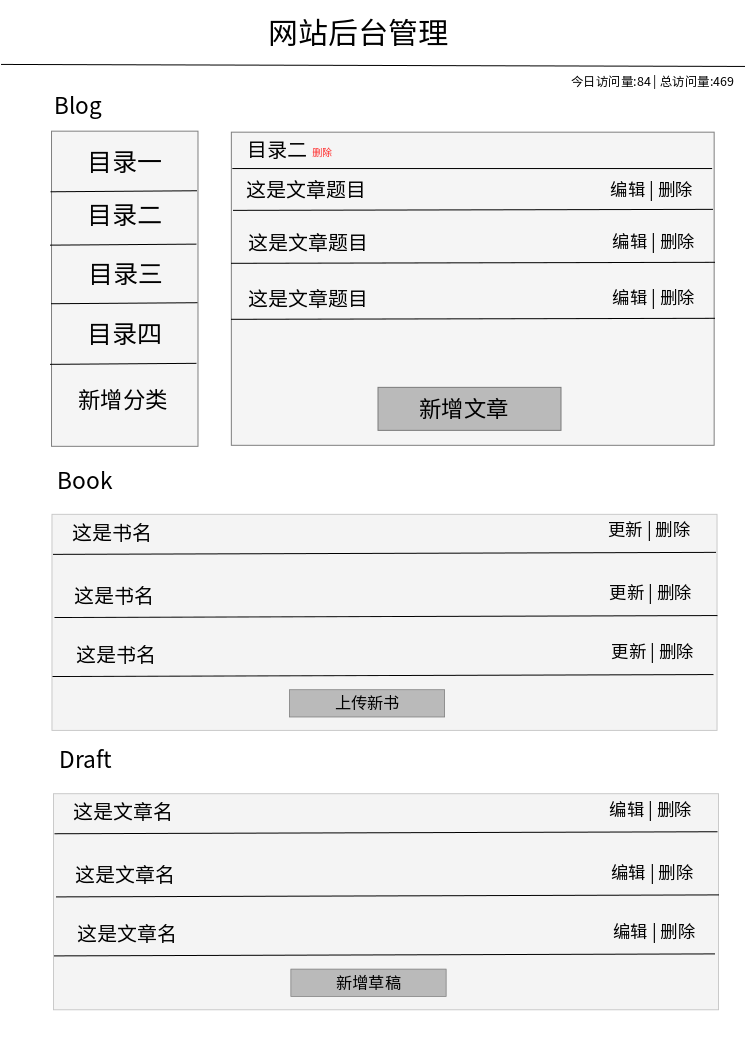 网站后台管理
今日访问量:84 | 总访问量:469
Blog
目录一
目录二
目录三
目录四
新增分类
目录二 删除
这是文章题目 编辑 | 删除
这是文章题目 编辑 | 删除
这是文章题目 编辑 | 删除
新增文章
Book
这是书名 更新 | 删除
这是书名 更新 | 删除
这是书名 更新 | 删除
上传新书
Draft
这是文章名 编辑 | 删除
这是文章名 编辑 | 删除
这是文章名 编辑 | 删除
新增草稿